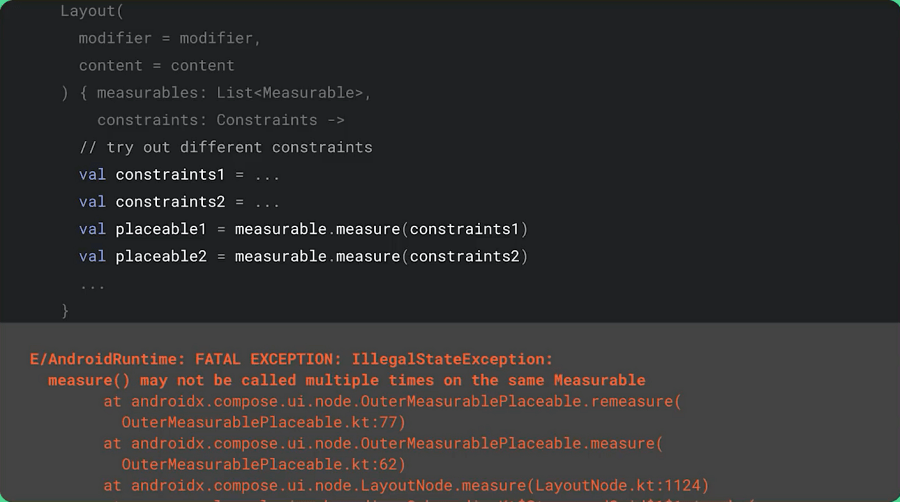 Layout(
modifier = modifier,
content = content
) { measurables: List<Measurable>,
constraints: Constraints ->
// try out different constraints
val constraints1 = ...
val constraints2 = ...
val placeable1 = measurable.measure(constraints1)
val placeable2 = measurable.measure(constraints2)
...
}
E/AndroidRuntime: FATAL EXCEPTION: IllegalStateException:
measure() may not be called multiple times on the same Measurable
at androidx.compose.ui.node.OuterMeasurablePlaceable.remeasure(
OuterMeasurablePlaceable.kt:77)
at androidx.compose.ui.node.OuterMeasurablePlaceable.measure(
OuterMeasurablePlaceable.kt:62)
at androidx.compose.ui.node.LayoutNode.measure(LayoutNode.kt:1124)